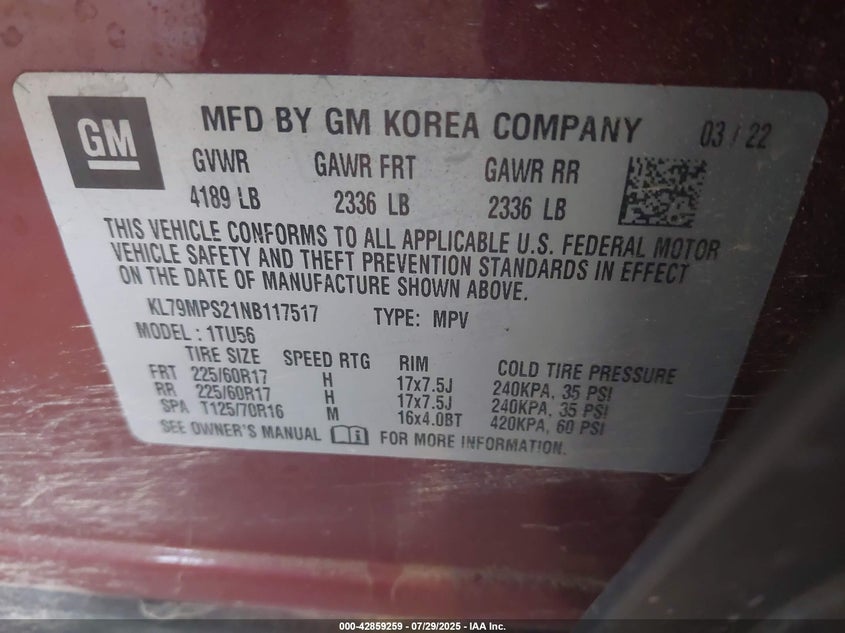 GM
MFD BY GM KOREA COMPANY 03 / 22
GVWR GAWR FRT GAWR RR
4189 LB 2336 LB 2336 LB
THIS VEHICLE CONFORMS TO ALL APPLICABLE U.S. FEDERAL MOTOR
VEHICLE SAFETY AND THEFT PREVENTION STANDARDS IN EFFECT
ON THE DATE OF MANUFACTURE SHOWN ABOVE.
KL79MPS21NB117517 TYPE: MPV
MODEL : 1TU56
TIRE SIZE SPEED RTG RIM COLD TIRE PRESSURE
FRT 225/60R17 H 17x7.5J 240KPA, 35 PSI
RR 225/60R17 H 17x7.5J 240KPA, 35 PSI
SPA T125/70R16 M 16x4.0BT 420KPA, 60 PSI
SEE OWNER'S MANUAL i FOR MORE INFORMATION.
000-42859259 - 07/29/2025 - IAA Inc.